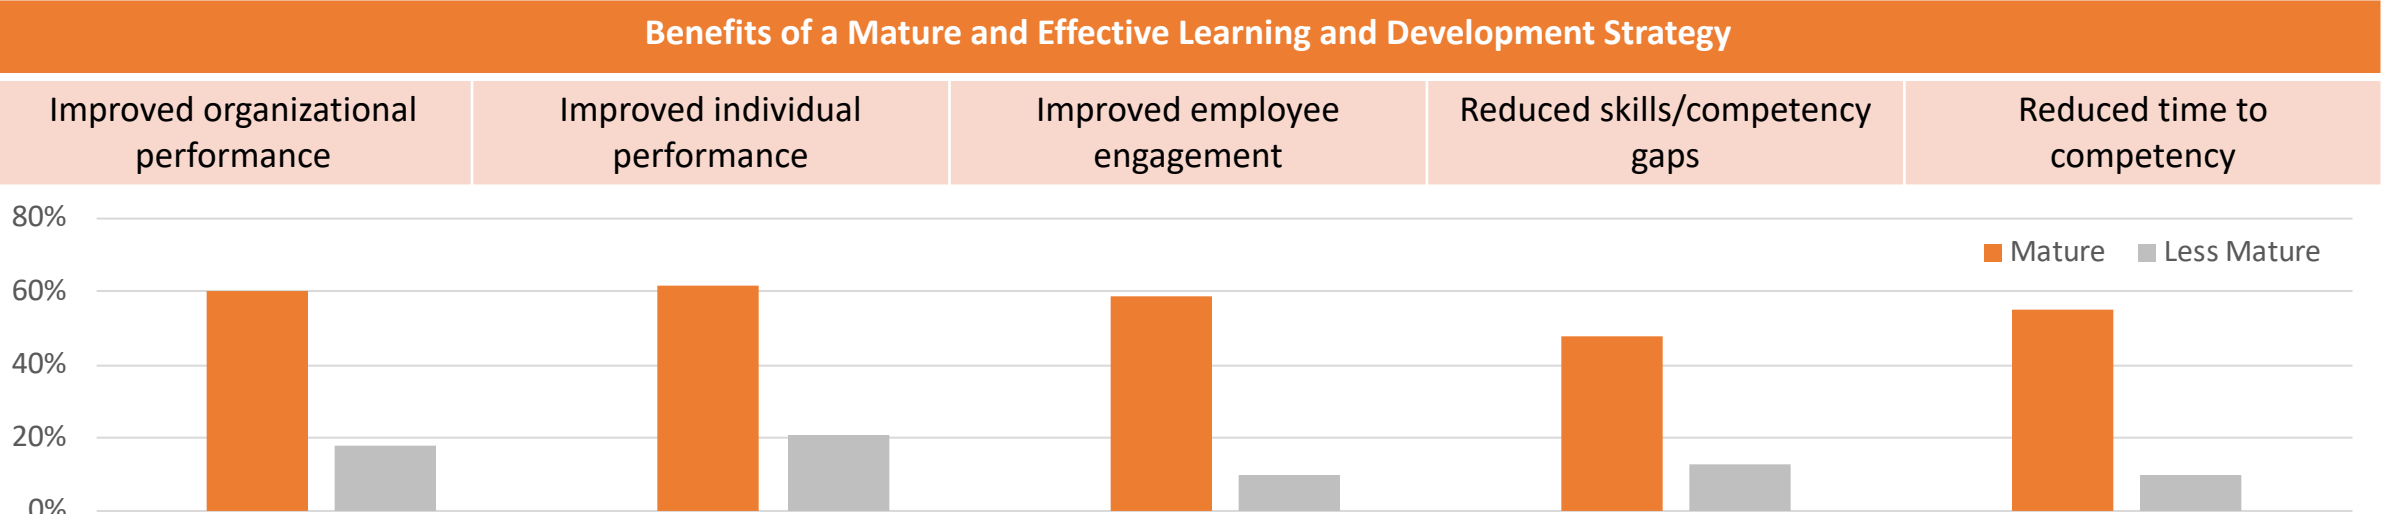 Benefits of a Mature and Effective Learning and Development Strategy
Improved organizational
performance
Improved individual
performance
Improved employee
engagement
Reduced skills/competency
gaps
Reduced time to
competency
80%
Mature
Less Mature
60%
40%
20%
0%